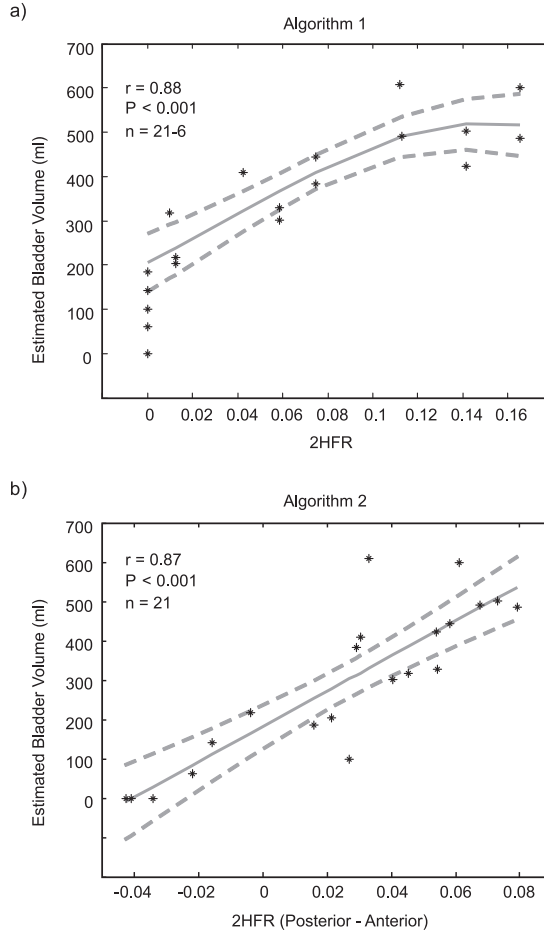 a)
Algorithm 1
700
600
500
400
300
200
100
0
r = 0.88
P < 0.001
n = 21-6
Estimated Bladder Volume (ml)
0 0.02 0.04 0.06 0.08 0.1 0.12 0.14 0.16
2HFR
b)
Algorithm 2
700
600
500
400
300
200
100
0
r = 0.87
P < 0.001
n = 21
Estimated Bladder Volume (ml)
-0.04 -0.02 0 0.02 0.04 0.06 0.08
2HFR (Posterior - Anterior)